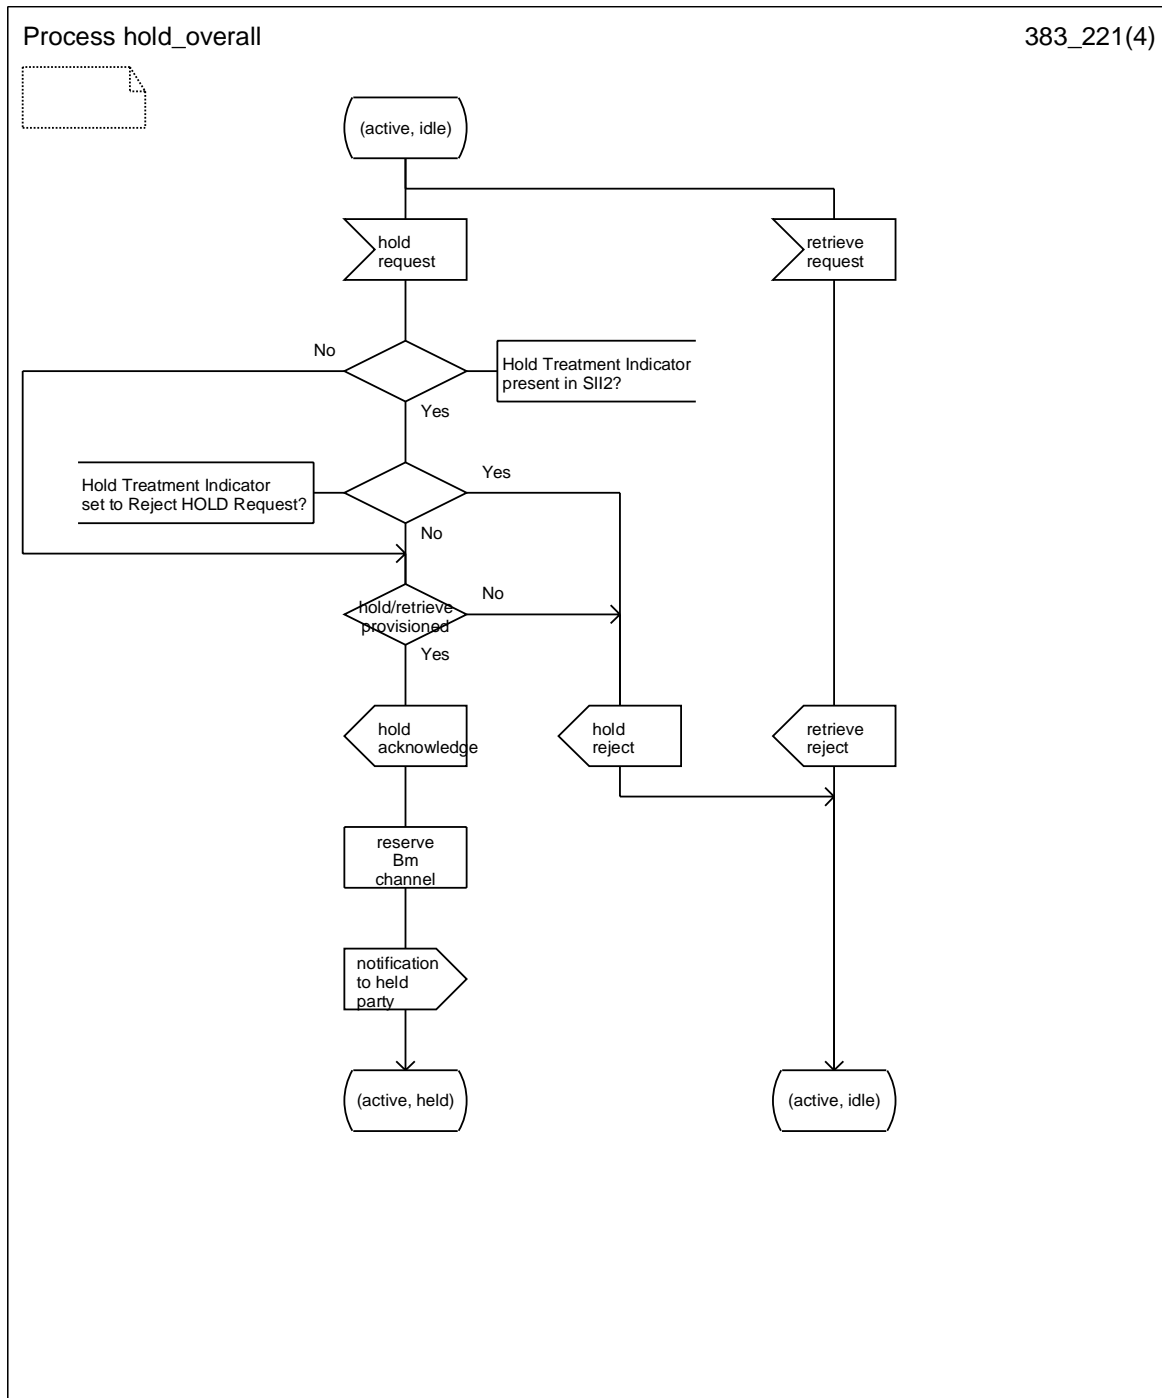 Process hold_overall
383_221(4)
(active, idle)
hold
request
retrieve
request
No
Hold Treatment Indicator
present in SII2?
Yes
Hold Treatment Indicator
set to Reject HOLD Request?
Yes
No
hold/retrieve
provisioned
No
Yes
hold
acknowledge
hold
reject
retrieve
reject
reserve
Bm
channel
notification
to held
party
(active, held)
(active, idle)